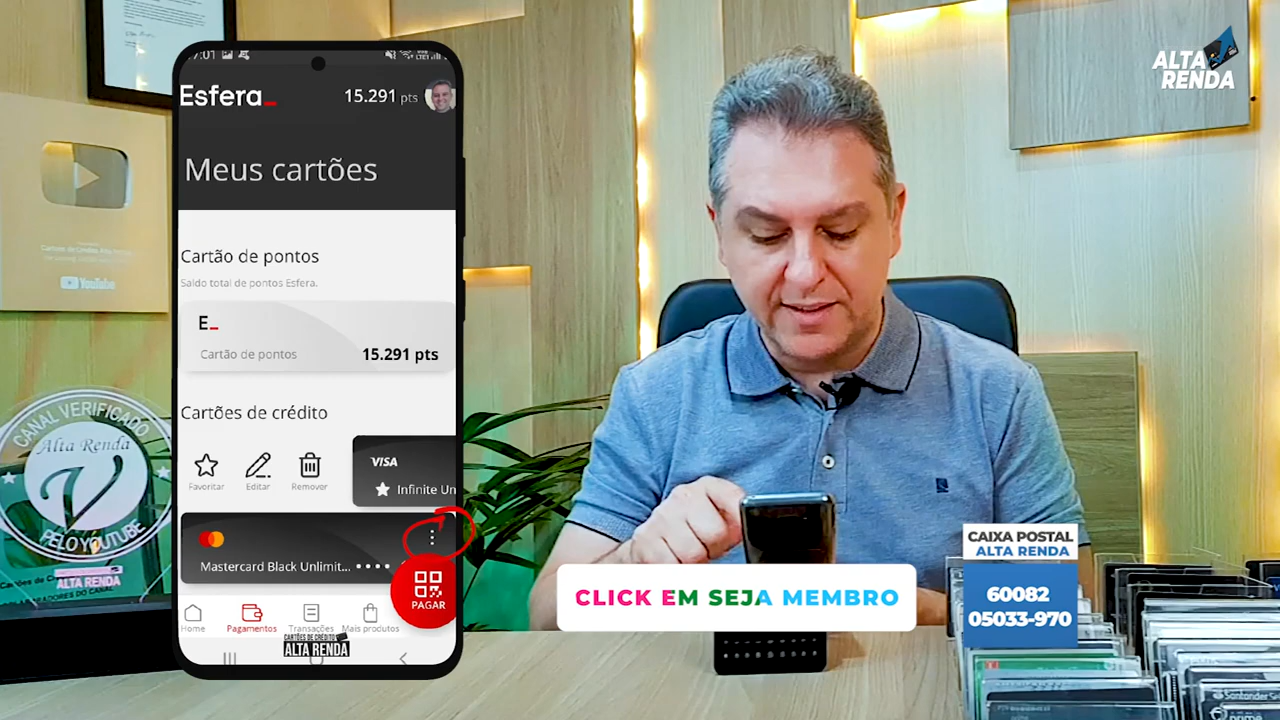 7:01
Esfera_
15.291 pts
Meus cartões
Cartão de pontos
Saldo total de pontos Esfera.
E_
Cartão de pontos
15.291 pts
Cartões de crédito
Favoritar
Editar
Remover
VISA
Infinite Un
Mastercard Black Unlimit...
PAGAR
Home
Pagamentos
Transações
Mais produtos
CARTÕES DE CRÉDITO
ALTA RENDA
YouTube
CANAL VERIFICADO
Alta Renda
V
PELO YOUTUBE
ALTA RENDA
ALTA
RENDA
CLICK EM SEJA MEMBRO
CAIXA POSTAL
ALTA RENDA
60082
05033-970
Santander